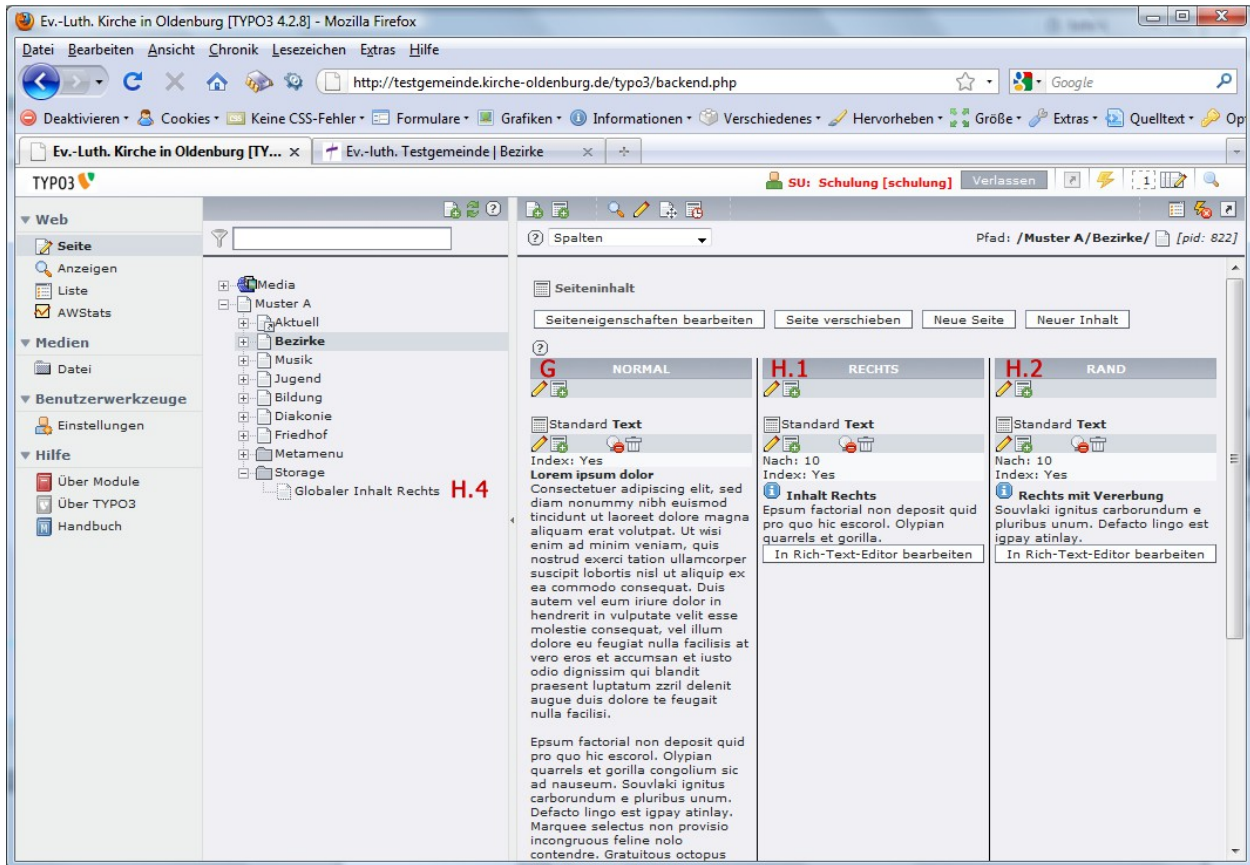 Ev.-Luth. Kirche in Oldenburg [TYPO3 4.2.8] - Mozilla Firefox
Datei Bearbeiten Ansicht Chronik Lesezeichen Extras Hilfe
http://testgemeinde.kirche-oldenburg.de/typo3/backend.php
Google
Deaktivieren Cookies Keine CSS-Fehler Formulare Grafiken Informationen Verschiedenes Hervorheben Größe Extras Quelltext Op
Ev.-Luth. Kirche in Oldenburg [TY... Ev.-luth. Testgemeinde | Bezirke
TYPO3
SU: Schulung [schulung] Verlassen 1
Web
Seite
Anzeigen
Liste
AWStats
Medien
Datei
Benutzerwerkzeuge
Einstellungen
Hilfe
Über Module
Über TYPO3
Handbuch
Media
Muster A
Aktuell
Bezirke
Musik
Jugend
Bildung
Diakonie
Friedhof
Metamenu
Storage
Globaler Inhalt Rechts H.4
Spalten
Pfad: /Muster A/Bezirke/ [pid: 822]
Seiteninhalt
Seiteneigenschaften bearbeiten Seite verschieben Neue Seite Neuer Inhalt
G NORMAL
Standard Text
Index: Yes
Lorem ipsum dolor
Consectetuer adipiscing elit, sed
diam nonummy nibh euismod
tincidunt ut laoreet dolore magna
aliquam erat volutpat. Ut wisi
enim ad minim veniam, quis
nostrud exerci tation ullamcorper
suscipit lobortis nisl ut aliquip ex
ea commodo consequat. Duis
autem vel eum iriure dolor in
hendrerit in vulputate velit esse
molestie consequat, vel illum
dolore eu feugiat nulla facilisis at
vero eros et accumsan et iusto
odio dignissim qui blandit
praesent luptatum zzril delenit
augue duis dolore te feugait
nulla facilisi.
Epsum factorial non deposit quid
pro quo hic escorol. Olypian
quarrels et gorilla congolium sic
ad nauseum. Souvlaki ignitus
carborundum e pluribus unum.
Defacto lingo est igpay atinlay.
Marquee selectus non provisio
incongruous feline nolo
contendre. Gratuitous octopus
H.1 RECHTS
Standard Text
Nach: 10
Index: Yes
Inhalt Rechts
Epsum factorial non deposit quid
pro quo hic escorol. Olypian
quarrels et gorilla.
In Rich-Text-Editor bearbeiten
H.2 RAND
Standard Text
Nach: 10
Index: Yes
Rechts mit Vererbung
Souvlaki ignitus carborundum e
pluribus unum. Defacto lingo est
igpay atinlay.
In Rich-Text-Editor bearbeiten